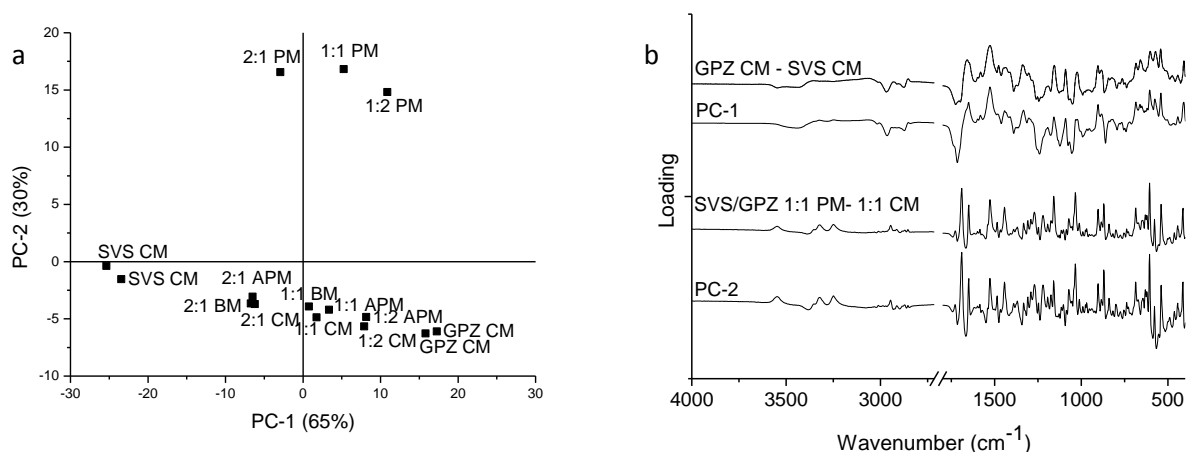 a
20
15
10
5
0
-5
-10
PC-2 (30%)
2:1 PM
1:1 PM
1:2 PM
SVS CM
SVS CM
2:1 APM
2:1 BM
2:1 CM
1:1 BM
1:1 APM
1:1 CM
1:2 APM
1:2 CM
GPZ CM
GPZ CM
-30 -20 -10 0 10 20 30
PC-1 (65%)
b
Loading
GPZ CM - SVS CM
PC-1
SVS/GPZ 1:1 PM- 1:1 CM
PC-2
4000 3000 1500 1000 500
Wavenumber (cm⁻¹)